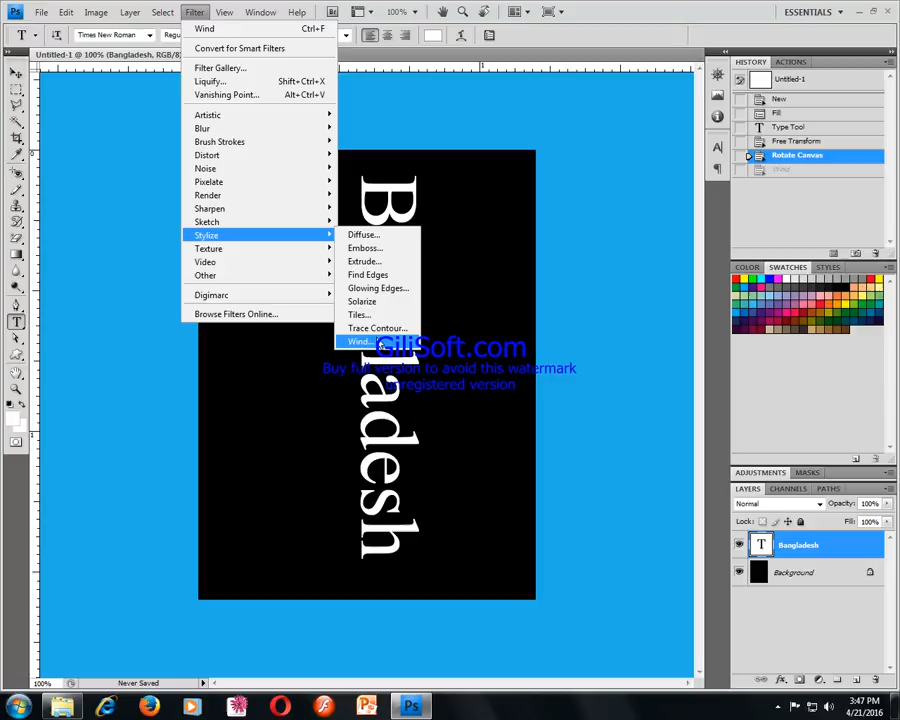 Ps File Edit Image Layer Select Filter View Window Help Br 100% ESSENTIALS
T Times New Roman Regu
Untitled-1 @ 100% (Bangladesh, RGB/8
Wind Ctrl+F
Convert for Smart Filters
Filter Gallery...
Liquify... Shift+Ctrl+X
Vanishing Point... Alt+Ctrl+V
Artistic
Blur
Brush Strokes
Distort
Noise
Pixelate
Render
Sharpen
Sketch
Stylize
Texture
Video
Other
Digimarc
Browse Filters Online...
Diffuse...
Emboss...
Extrude...
Find Edges
Glowing Edges...
Solarize
Tiles...
Trace Contour...
Wind...
GiliSoft.com
Buy full version to avoid this watermark
unregistered version
HISTORY ACTIONS
Untitled-1
New
Fill
T Type Tool
Free Transform
Rotate Canvas
Wind
COLOR SWATCHES STYLES
ADJUSTMENTS MASKS
LAYERS CHANNELS PATHS
Normal Opacity: 100%
Lock: Fill: 100%
T Bangladesh
Background
100% Never Saved
3:47 PM
4/21/2016